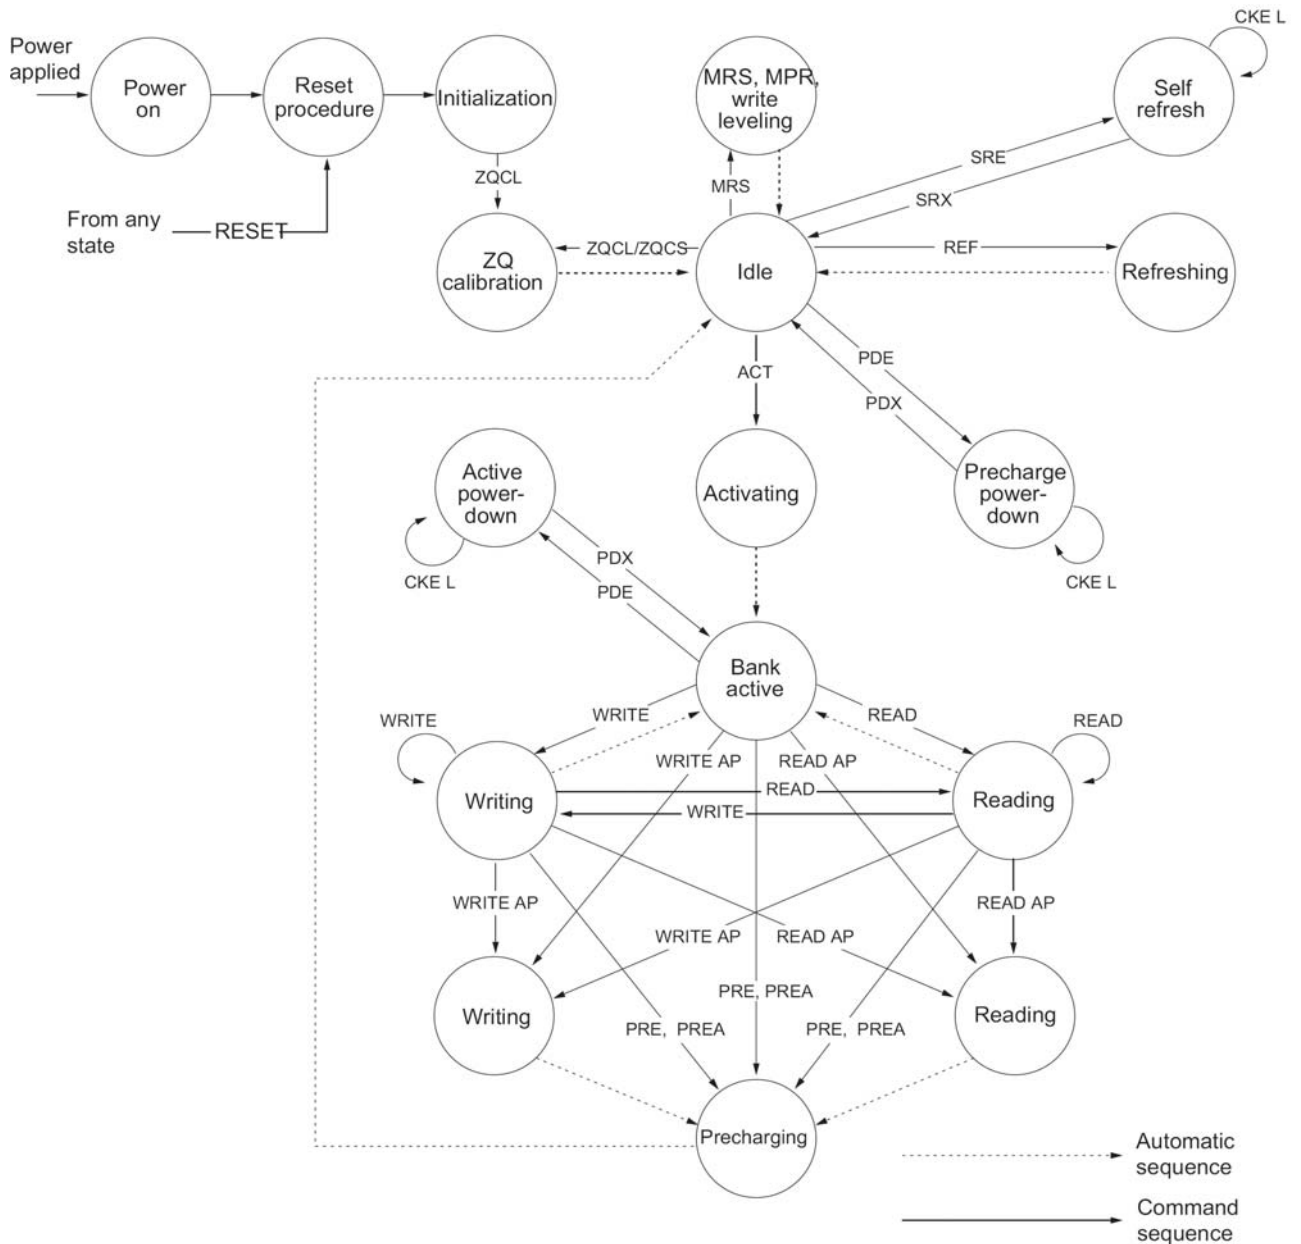 CKE L
Power
applied
Power
on
Reset
procedure
Initialization
MRS, MPR,
write
leveling
Self
refresh
ZQCL
MRS
SRE
SRX
From any
state
RESET
ZQ
calibration
ZQCL/ZQCS
Idle
REF
Refreshing
PDE
ACT
PDX
Active
power-
down
Activating
Precharge
power-
down
CKE L
PDX
PDE
CKE L
Bank
active
WRITE
WRITE
READ
READ
WRITE AP
READ AP
Writing
READ
WRITE
Reading
WRITE AP
READ AP
WRITE AP
READ AP
PRE, PREA
Writing
Reading
PRE, PREA
PRE, PREA
Precharging
Automatic
sequence
Command
sequence